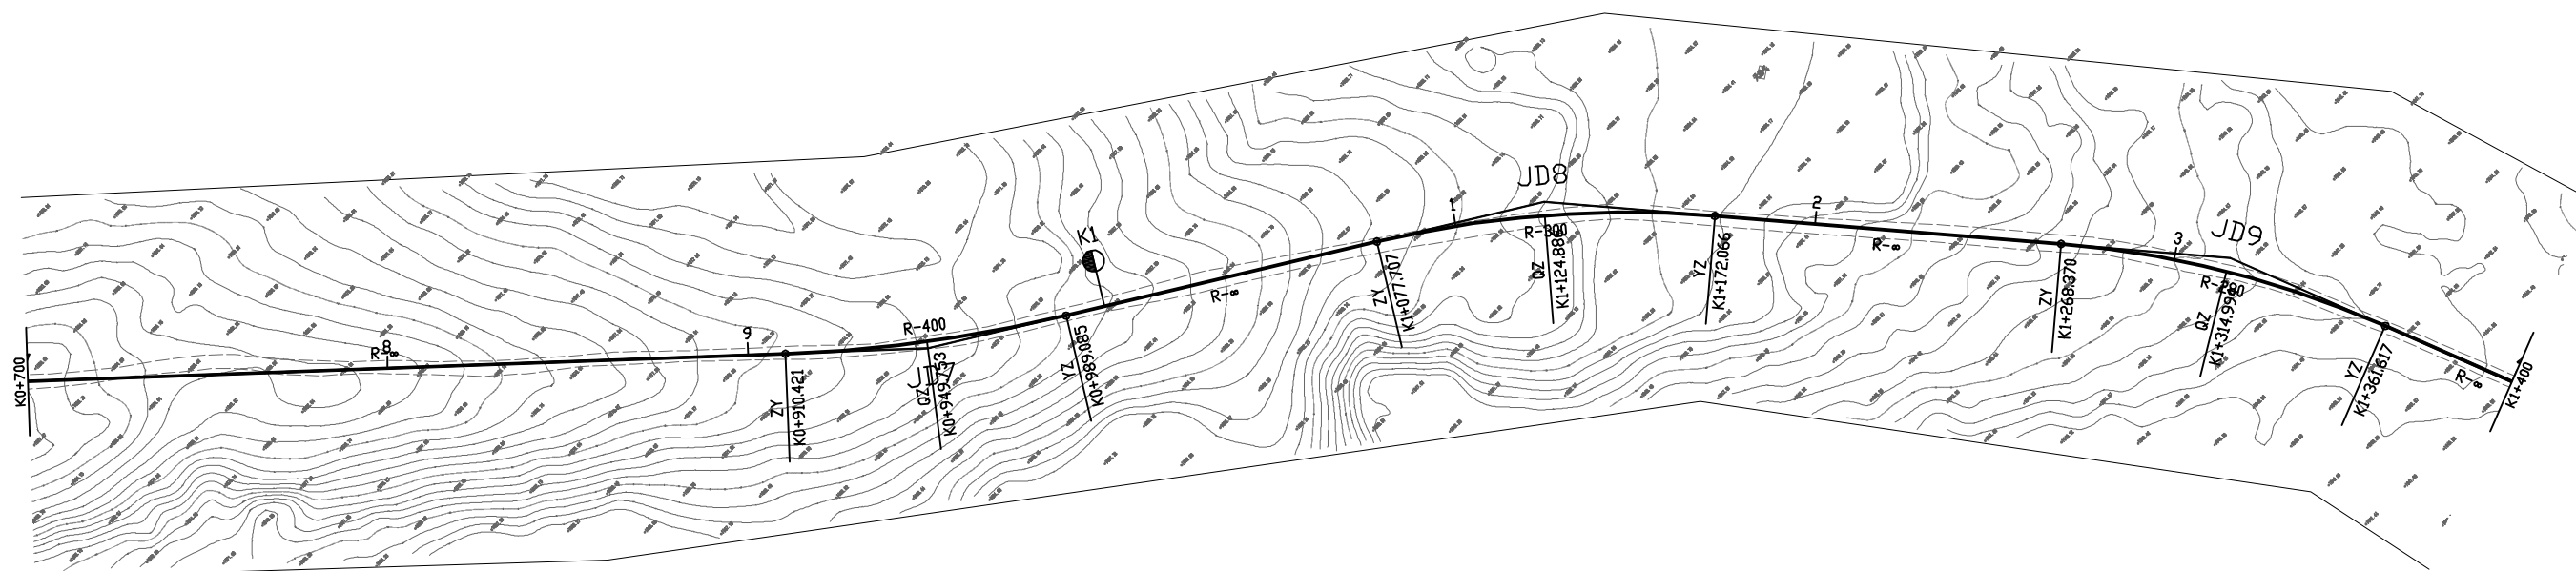 K0+700
R-∞
8
9
ZY
K0+910.421
R-400
QZ
K0+949.753
YZ
K0+989.085
K1
R-∞
ZY
K1+077.707
1
JD8
R-300
QZ
K1+124.886
YZ
K1+172.066
2
R-∞
ZY
K1+268.370
3
JD9
QZ
K1+314.994
YZ
K1+361.617
R-∞
K1+400